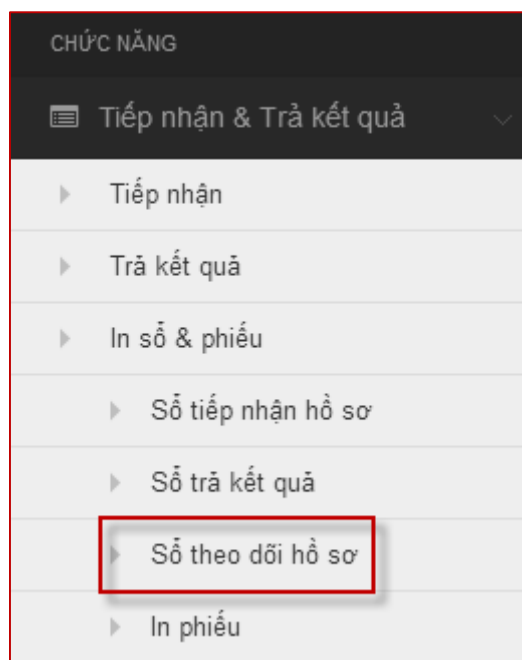 CHỨC NĂNG
Tiếp nhận & Trả kết quả
Tiếp nhận
Trả kết quả
In sổ & phiếu
Sổ tiếp nhận hồ sơ
Sổ trả kết quả
Sổ theo dõi hồ sơ
In phiếu